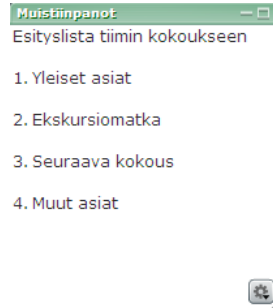 Muistiinpanot
Esityslista tiimin kokoukseen
1. Yleiset asiat
2. Ekskursiomatka
3. Seuraava kokous
4. Muut asiat